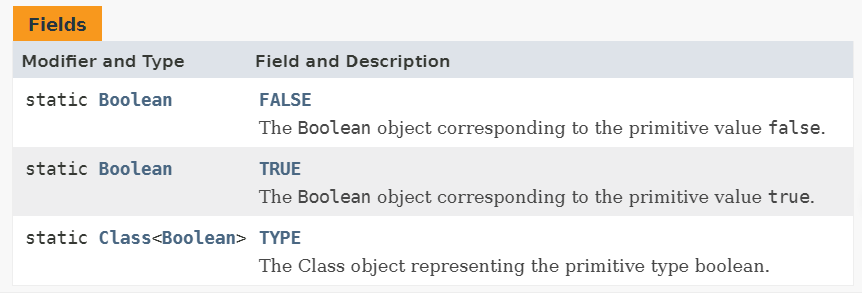 Fields
Modifier and Type Field and Description
static Boolean FALSE
The Boolean object corresponding to the primitive value false.
static Boolean TRUE
The Boolean object corresponding to the primitive value true.
static Class<Boolean> TYPE
The Class object representing the primitive type boolean.